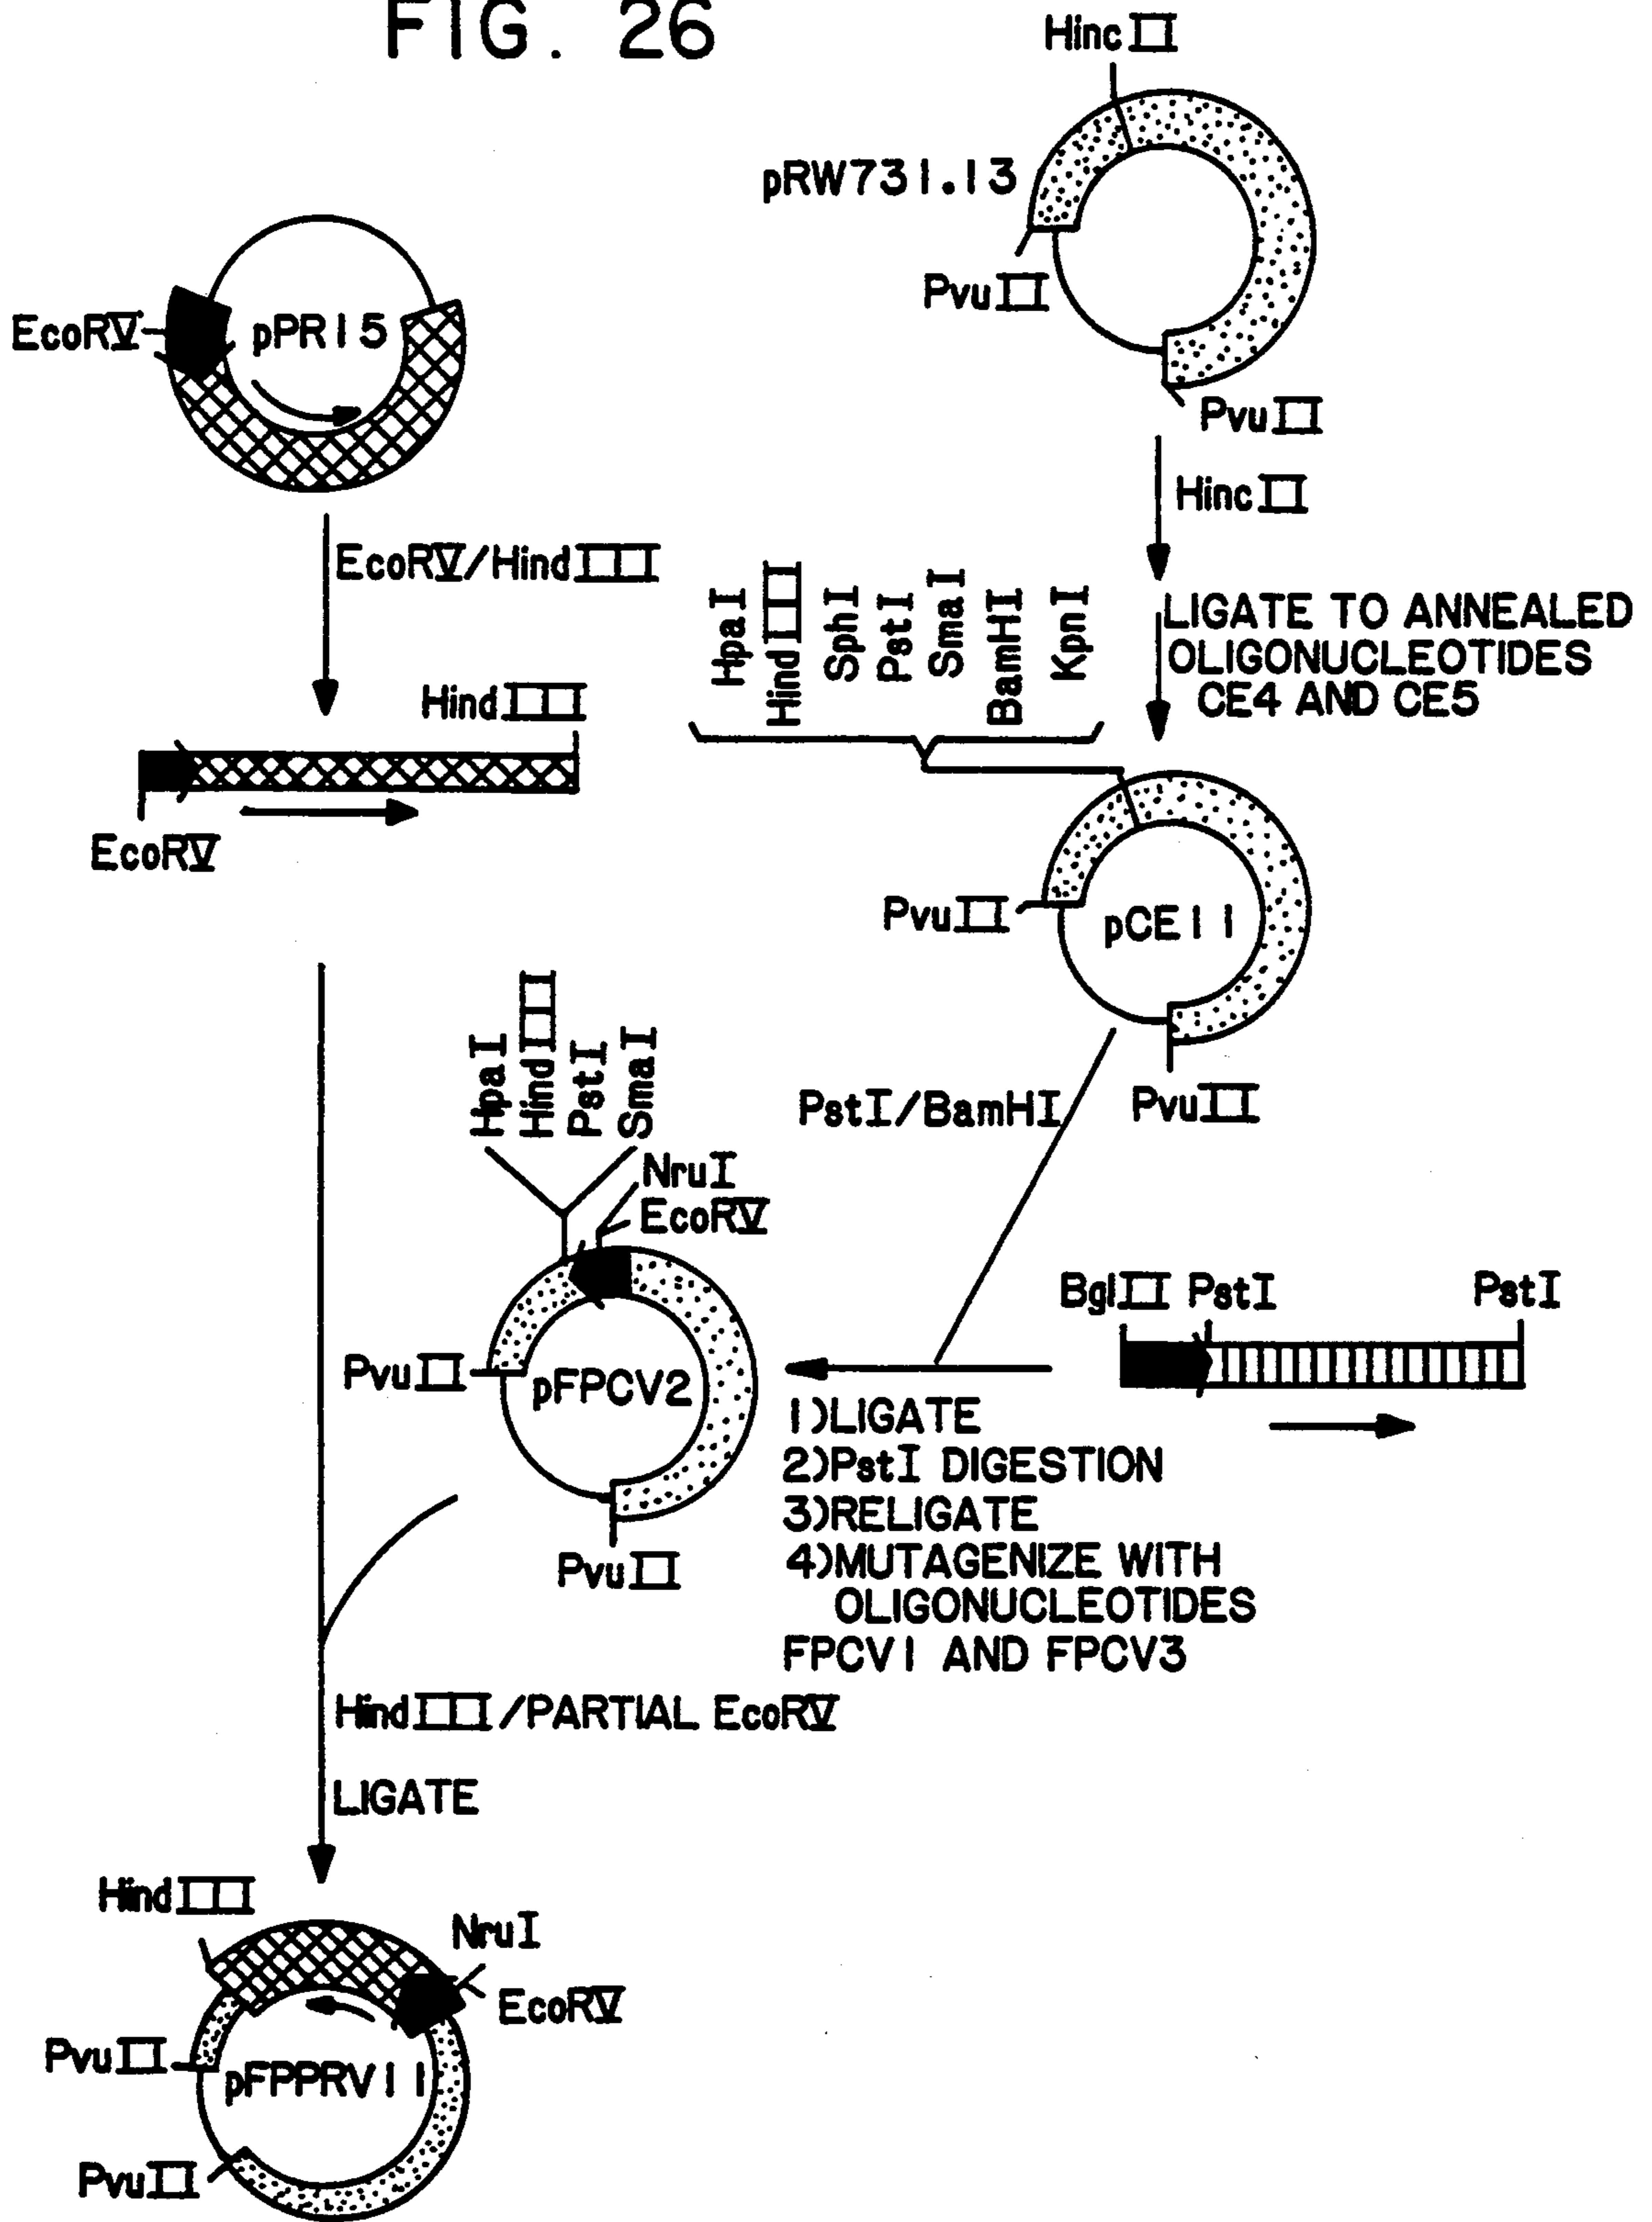 FIG. 26
HincII
pRW731.13
PvuII
PvuII
EcoRV
pPR15
HincII
EcoRV/HindIII
LIGATE TO ANNEALED
OLIGONUCLEOTIDES
CE4 AND CE5
HpaI
HindIII
SphI
PstI
SmaI
BamHI
KpnI
HindIII
EcoRV
PvuII
pCE11
PvuII
PstI/BamHI
HpaI
HindIII
PstI
SmaI
NruI
EcoRV
PvuII
pFPCV2
PvuII
BglII
PstI
PstI
1)LIGATE
2)PstI DIGESTION
3)RELIGATE
4)MUTAGENIZE WITH
OLIGONUCLEOTIDES
FPCV1 AND FPCV3
HindIII/PARTIAL EcoRV
LIGATE
HindIII
NruI
EcoRV
PvuII
pFPPRV11
PvuII